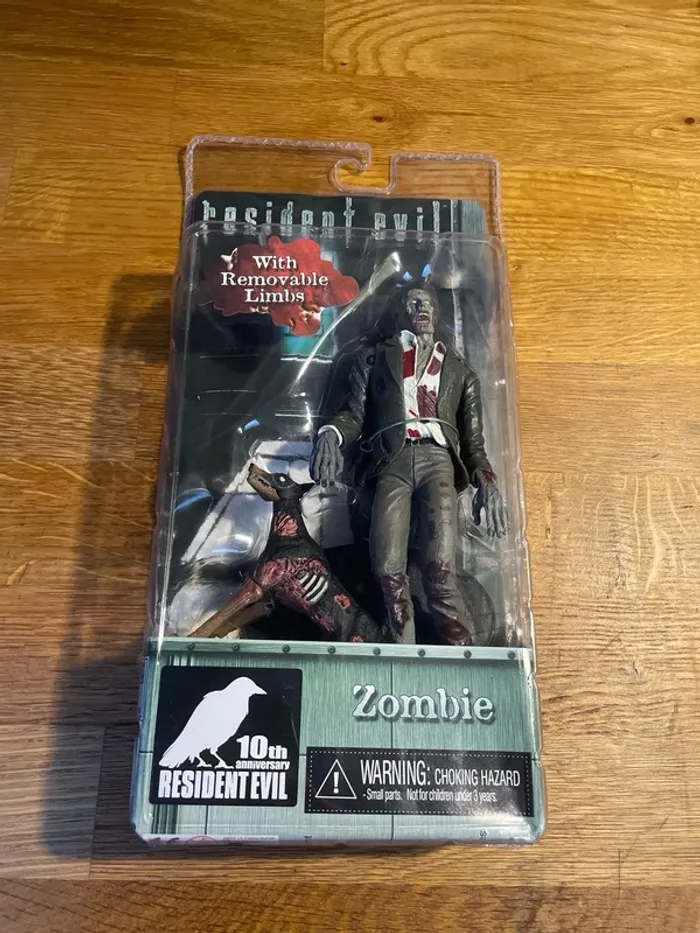 resident evil
With
Removable
Limbs
Zombie
10th
anniversary
RESIDENT EVIL
WARNING: CHOKING HAZARD
- Small parts. Not for children under 3 years.